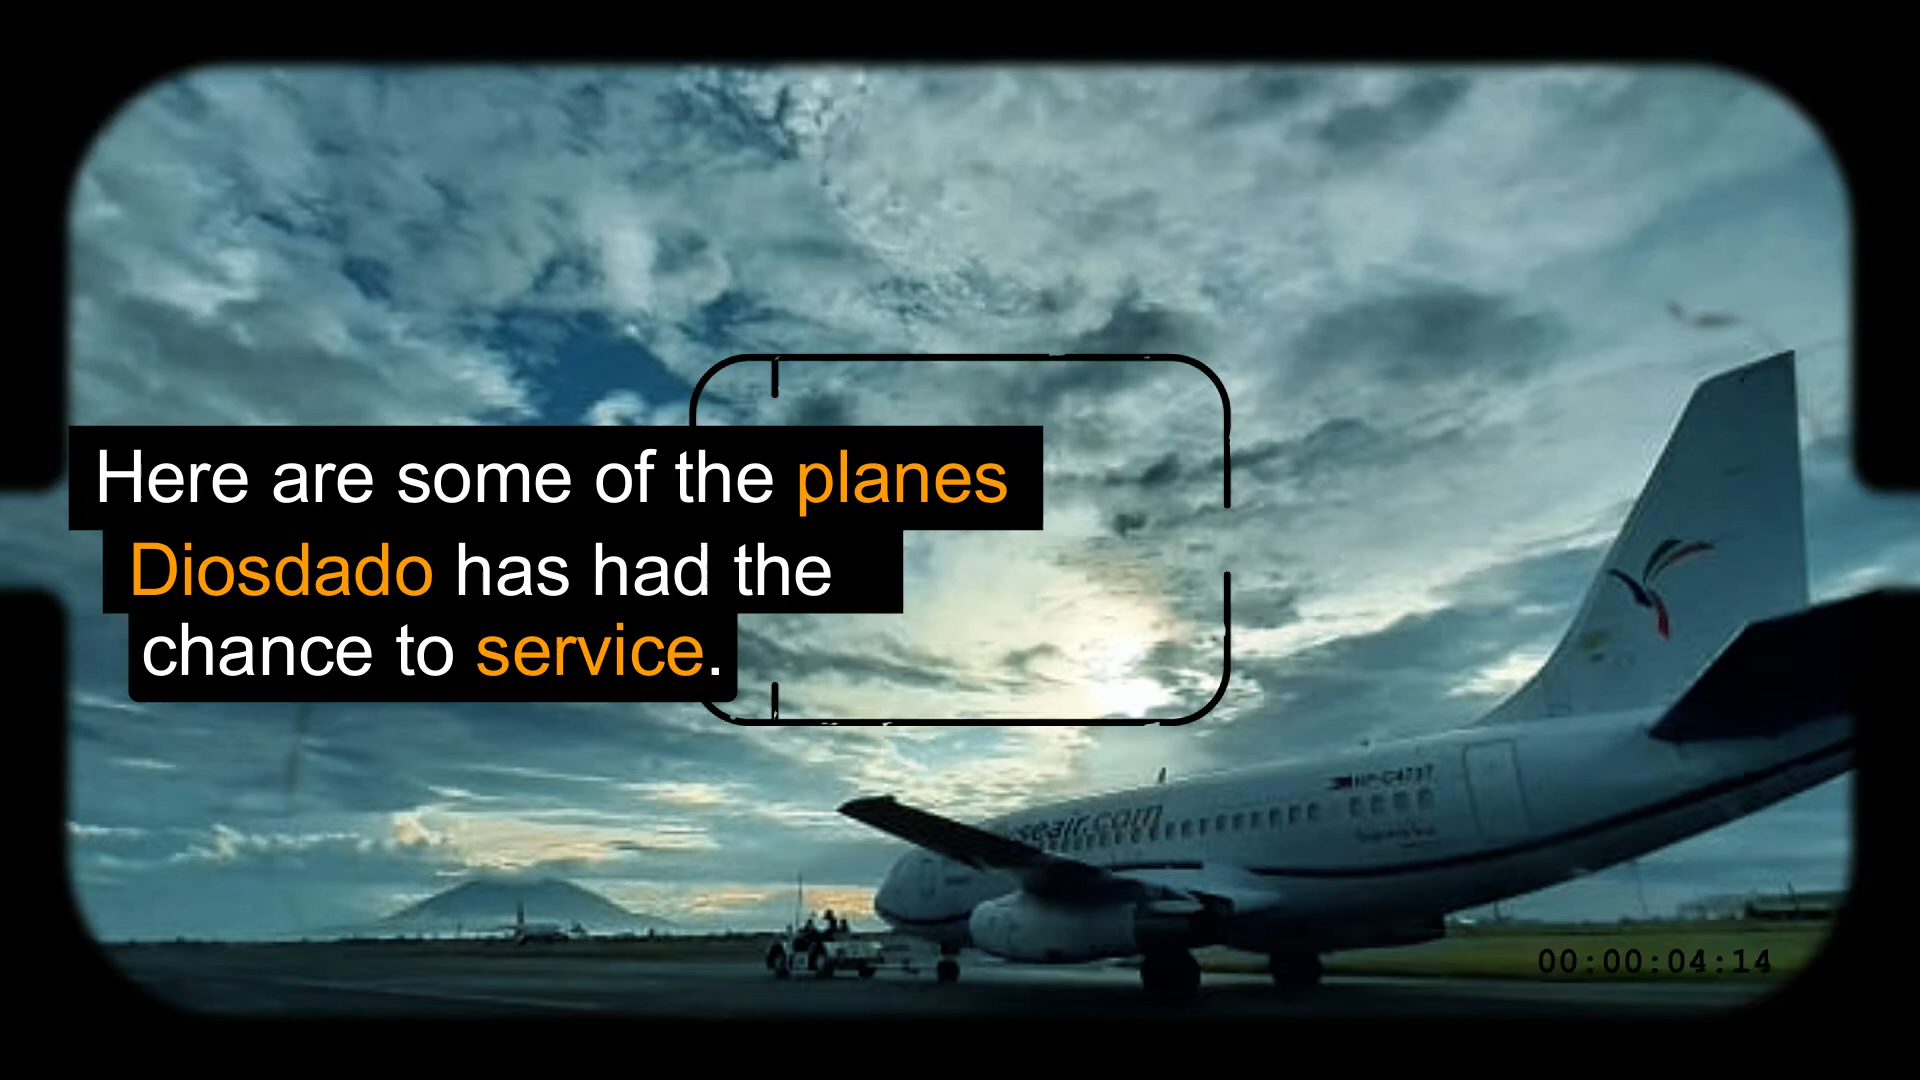 Here are some of the planes
Diosdado has had the
chance to service.
seair.com
00:00:04:14